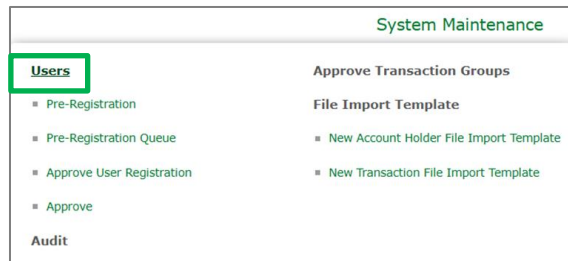 System Maintenance
Users
Pre-Registration
Pre-Registration Queue
Approve User Registration
Approve
Audit
Approve Transaction Groups
File Import Template
New Account Holder File Import Template
New Transaction File Import Template